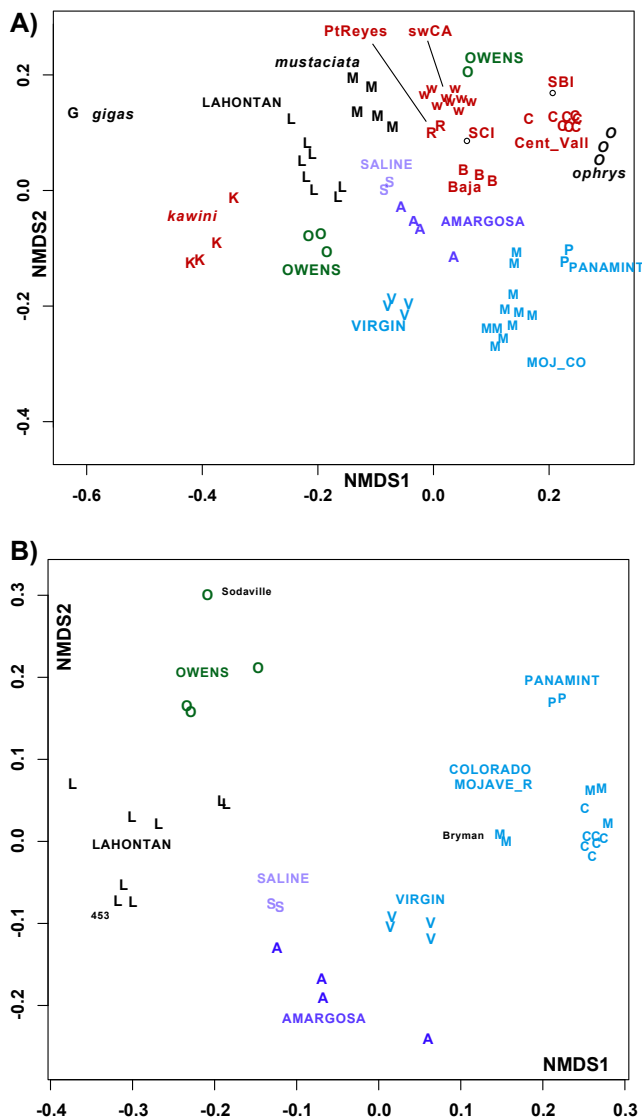 A)
PtReyes swCA
mustaciata M OWENS
O
SBI
LAHONTAN M w w w
G gigas L M M M w w w w w w
R R SCI C C C C C C C C
Cent_Vall
O O O
ophrys
L L L L L L L
SALINE
S S
B B B
Baja
K
kawini
K K K
A A A A
AMARGOSA
O O O
OWENS
M M P P
PANAMINT
V V V V
VIRGIN
M M M M M M M M M M
MOJ_CO
NMDS2
0.2
0.0
-0.2
-0.4
-0.6 -0.4 -0.2 0.0 0.2
NMDS1
B)
NMDS2
0.3
0.2
0.1
0.0
-0.1
-0.2
O Sodaville
OWENS O
O O
PANAMINT
P P
COLORADO
MOJAVE_R
L L L L L
M M C M
LAHONTAN
Bryman M M C C C C C C
L L L
453
SALINE
S S
VIRGIN
V V V V
A A A A
AMARGOSA
NMDS1
-0.4 -0.3 -0.2 -0.1 0.0 0.1 0.2 0.3